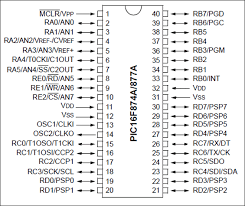 MCLR/VPP 1 40 RB7/PGD
RA0/AN0 2 39 RB6/PGC
RA1/AN1 3 38 RB5
RA2/AN2/VREF-/CVREF 4 37 RB4
RA3/AN3/VREF+ 5 36 RB3/PGM
RA4/T0CKI/C1OUT 6 35 RB2
RA5/AN4/SS/C2OUT 7 34 RB1
RE0/RD/AN5 8 33 RB0/INT
RE1/WR/AN6 9 32 VDD
RE2/CS/AN7 10 31 VSS
VDD 11 30 RD7/PSP7
VSS 12 29 RD6/PSP6
OSC1/CLKI 13 28 RD5/PSP5
OSC2/CLKO 14 27 RD4/PSP4
RC0/T1OSO/T1CKI 15 26 RC7/RX/DT
RC1/T1OSI/CCP2 16 25 RC6/TX/CK
RC2/CCP1 17 24 RC5/SDO
RC3/SCK/SCL 18 23 RC4/SDI/SDA
RD0/PSP0 19 22 RD3/PSP3
RD1/PSP1 20 21 RD2/PSP2
PIC16F874A/877A